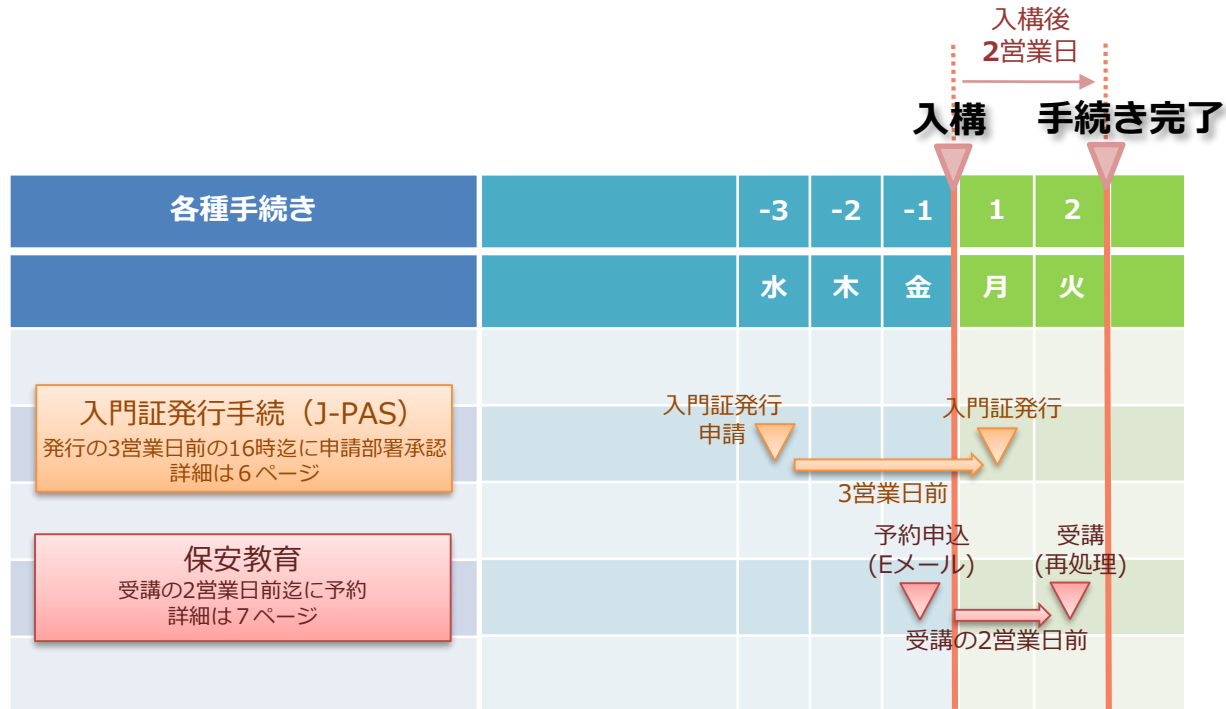 入構後
2営業日
入構
手続き完了
各種手続き
-3
-2
-1
1
2
水
木
金
月
火
入門証発行手続（J-PAS）
発行の3営業日前の16時迄に申請部署承認
詳細は６ページ
入門証発行
申請
入門証発行
3営業日前
保安教育
受講の2営業日前迄に予約
詳細は７ページ
予約申込
(Eメール)
受講
(再処理)
受講の2営業日前